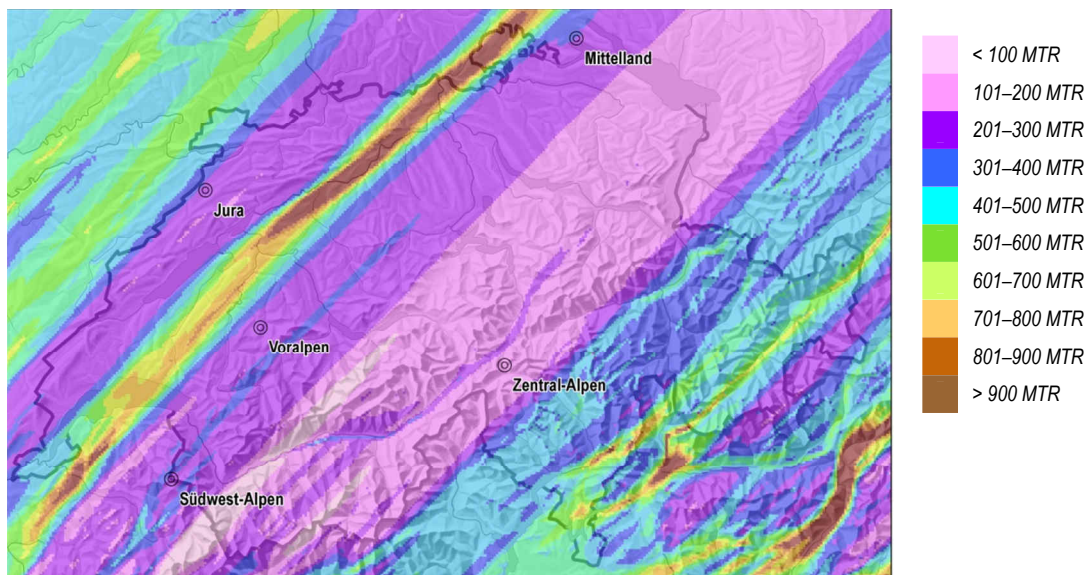 Mittelland
Jura
Voralpen
Zentral-Alpen
Südwest-Alpen
< 100 MTR
101–200 MTR
201–300 MTR
301–400 MTR
401–500 MTR
501–600 MTR
601–700 MTR
701–800 MTR
801–900 MTR
> 900 MTR